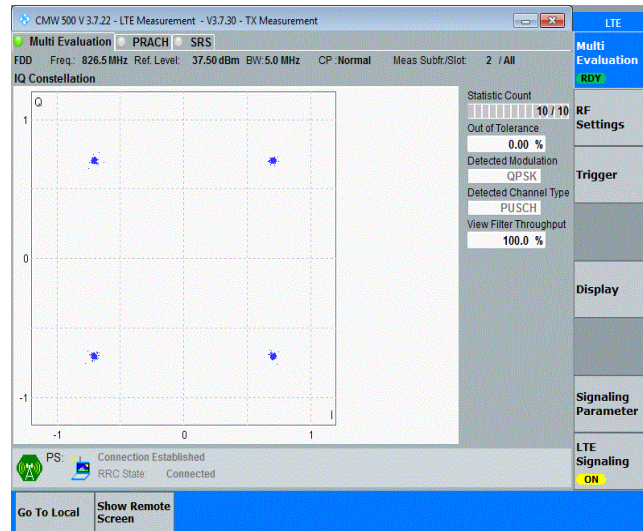 CMW 500 V 3.7.22 - LTE Measurement - V3.7.30 - TX Measurement
LTE
Multi Evaluation PRACH SRS
FDD Freq.: 826.5 MHz Ref. Level: 37.50 dBm BW: 5.0 MHz CP : Normal Meas Subfr./Slot: 2 / All
IQ Constellation
Q
1
0
-1
I
-1 0 1
Statistic Count
10 / 10
Out of Tolerance
0.00 %
Detected Modulation
QPSK
Detected Channel Type
PUSCH
View Filter Throughput
100.0 %
Multi
Evaluation
RDY
RF
Settings
Trigger
Display
Signaling
Parameter
LTE
Signaling
ON
PS: Connection Established
RRC State: Connected
Go To Local
Show Remote
Screen